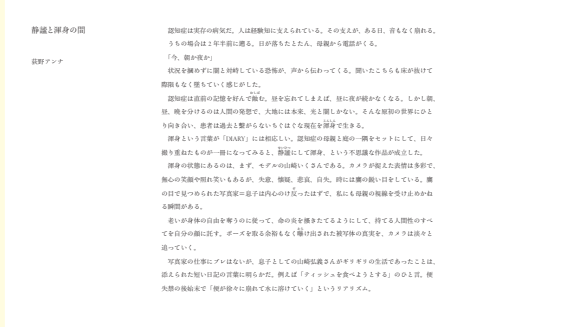 静謐と渾身の間
荻野アンナ
認知症は実存の病気だ。人は経験知に支えられている。その支えが、ある日、音もなく崩れる。
うちの場合は２年半前に遡る。日が落ちたとたん、母親から電話がくる。
「今、朝か夜か」
状況を掴めずに闇と対峙している恐怖が、声から伝わってくる。聞いたこちらも床が抜けて
際限もなく堕ちていく感じがした。
認知症は直前の記憶を好んで蝕む。昼を忘れてしまえば、昼に夜が続かなくなる。しかし朝、
昼、晩を分けるのは人間の発想で、大地には本来、光と闇しかない。そんな原初の世界にひと
り向き合い、患者は過去と繋がらないちぐはぐな現在を渾身で生きる。
渾身という言葉が「DIARY」には相応しい。認知症の母親と庭の一隅をセットにして、日々
撮り重ねたものが一冊になってみると、静謐にして渾身、という不思議な作品が成立した。
渾身の状態にあるのは、まず、モデルの山崎いくさんである。カメラが捉えた表情は多彩で、
無心の笑顔や照れ笑いもあるが、失意、懐疑、悲哀、自失。時には鷹の鋭い目をしている。鷹
の目で見つめられた写真家＝息子は内心のけ反ったはずで、私にも母親の視線を受け止めかね
る瞬間がある。
老いが身体の自由を奪うのに従って、命の炎を掻きたてるようにして、持てる人間性のすべ
てを自分の顔に託す。ポーズを取る余裕もなく曝け出された被写体の真実を、カメラは淡々と
追っていく。
写真家の仕事にブレはないが、息子としての山崎弘義さんがギリギリの生活であったことは、
添えられた短い日記の言葉に明らかだ。例えば「ティッシュを食べようとする」のひと言。便
失禁の後始末で「便が徐々に崩れて水に溶けていく」というリアリズム。